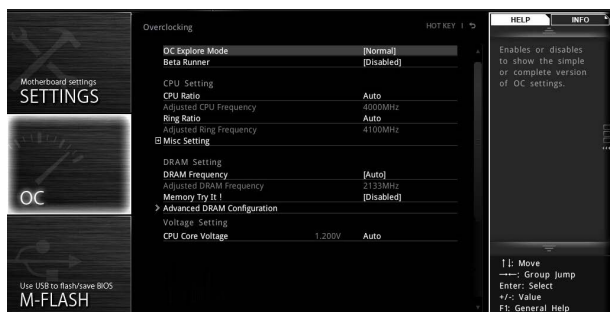 Motherboard settings
SETTINGS
OC
Use USB to flash/save BIOS
M-FLASH
Overclocking
HOT KEY
OC Explore Mode [Normal]
Beta Runner [Disabled]
CPU Setting
CPU Ratio Auto
Adjusted CPU Frequency 4000MHz
Ring Ratio Auto
Adjusted Ring Frequency 4100MHz
Misc Setting
DRAM Setting
DRAM Frequency [Auto]
Adjusted DRAM Frequency 2133MHz
Memory Try It ! [Disabled]
> Advanced DRAM Configuration
Voltage Setting
CPU Core Voltage 1.200V Auto
HELP
INFO
Enables or disables
to show the simple
or complete version
of OC settings.
↑↓: Move
→←: Group Jump
Enter: Select
+/-: Value
F1: General Help